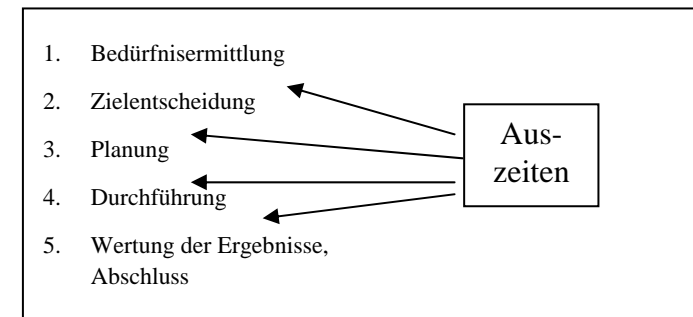 1. Bedürfnisermittlung
2. Zielentscheidung
3. Planung
4. Durchführung
5. Wertung der Ergebnisse,
Abschluss
Aus-
zeiten